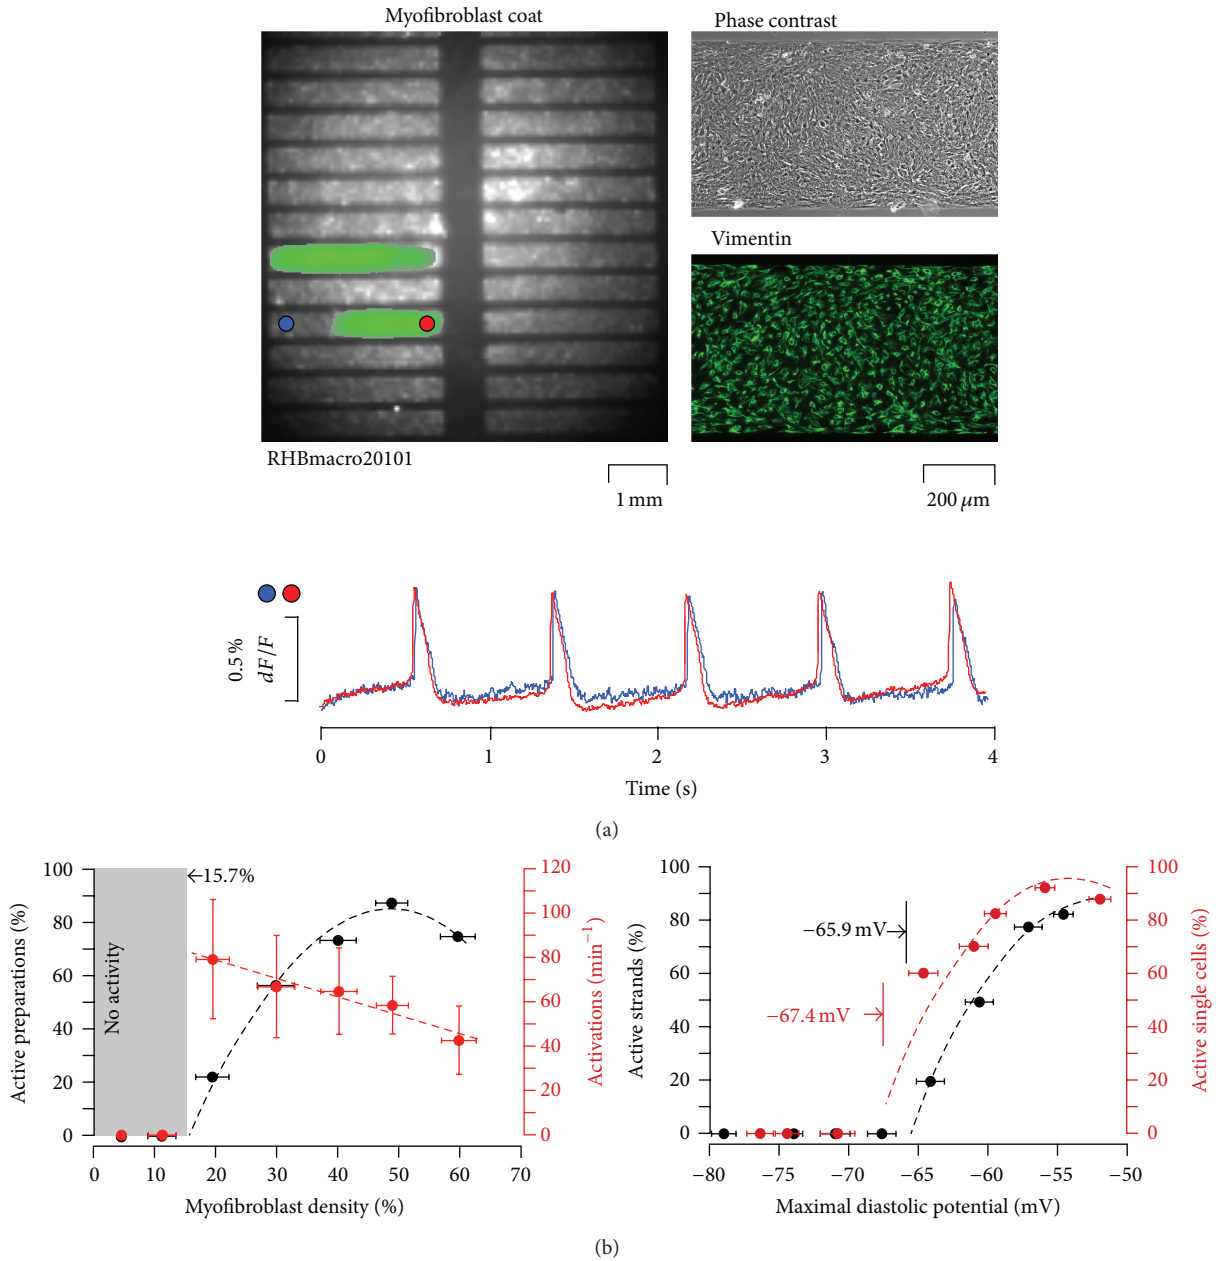 Myofibroblast coat
Phase contrast
Vimentin
RHBmacro20101
1 mm
200 μm
0.5 %
dF/F
0 1 2 3 4
Time (s)
(a)
100
80
60
40
20
0
Active preparations (%)
No activity
←15.7%
120
100
80
60
40
20
0
Activations (min⁻¹)
0 10 20 30 40 50 60 70
Myofibroblast density (%)
100
80
60
40
20
0
Active strands (%)
−65.9 mV
−67.4 mV
100
80
60
40
20
0
Active single cells (%)
−80 −75 −70 −65 −60 −55 −50
Maximal diastolic potential (mV)
(b)